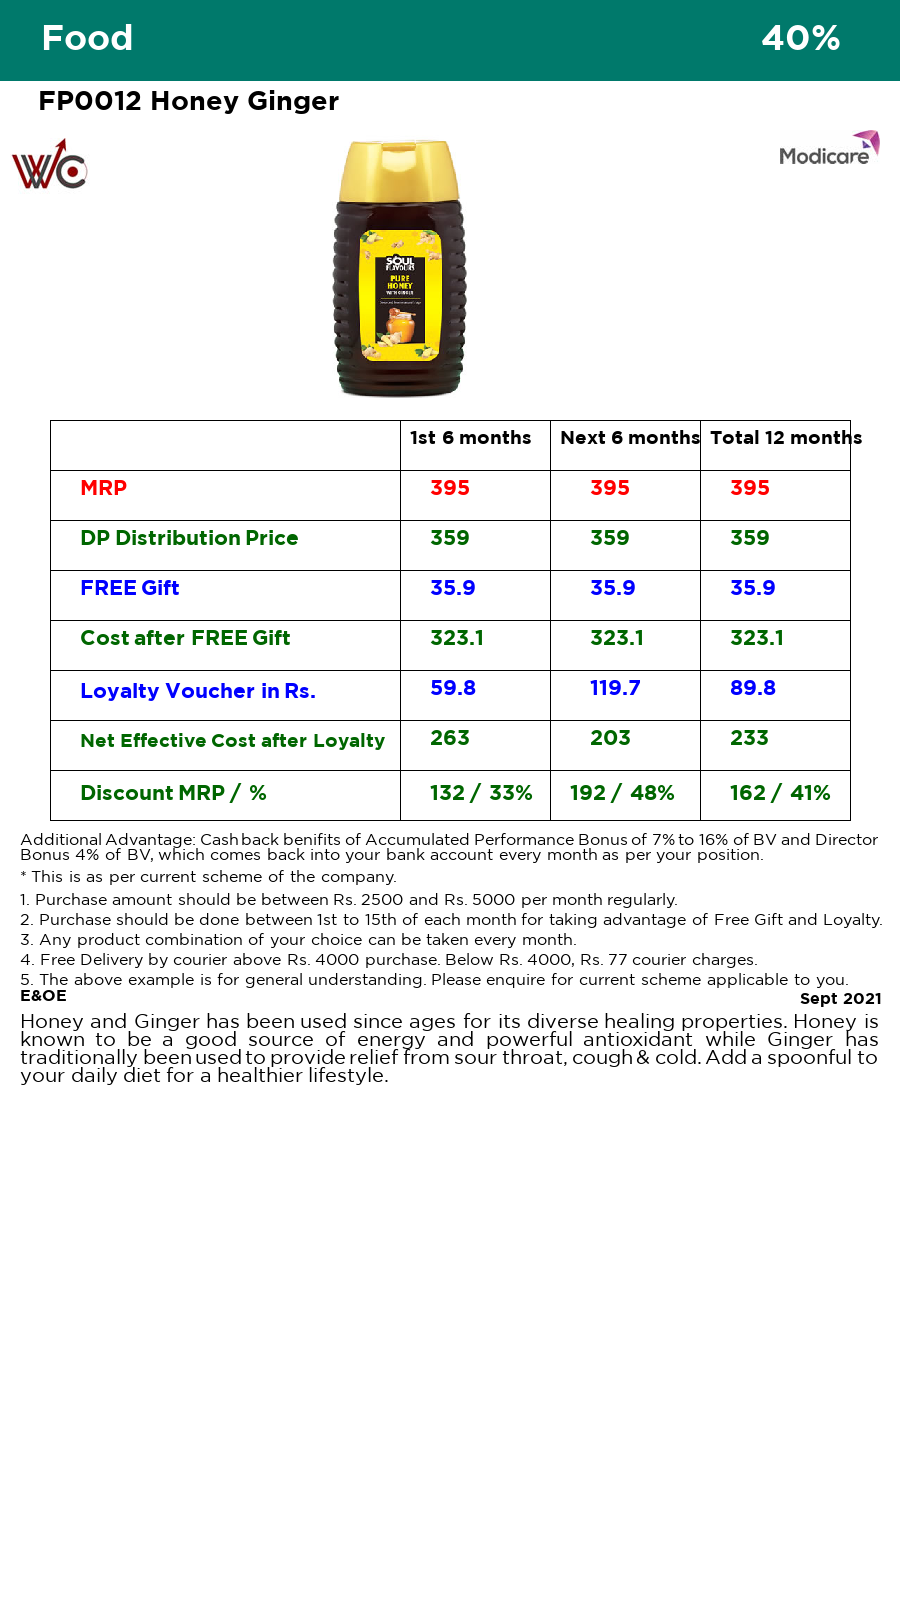 Food 40%
FP0012 Honey Ginger
WC
Modicare
SOUL
FLAVOURS
PURE
HONEY
WITH GINGER
1st 6 months Next 6 months Total 12 months
MRP 395 395 395
DP Distribution Price 359 359 359
FREE Gift 35.9 35.9 35.9
Cost after FREE Gift 323.1 323.1 323.1
Loyalty Voucher in Rs. 59.8 119.7 89.8
Net Effective Cost after Loyalty 263 203 233
Discount MRP / % 132 / 33% 192 / 48% 162 / 41%
Additional Advantage: Cashback benifits of Accumulated Performance Bonus of 7% to 16% of BV and Director
Bonus 4% of BV, which comes back into your bank account every month as per your position.
* This is as per current scheme of the company.
1. Purchase amount should be between Rs. 2500 and Rs. 5000 per month regularly.
2. Purchase should be done between 1st to 15th of each month for taking advantage of Free Gift and Loyalty.
3. Any product combination of your choice can be taken every month.
4. Free Delivery by courier above Rs. 4000 purchase. Below Rs. 4000, Rs. 77 courier charges.
5. The above example is for general understanding. Please enquire for current scheme applicable to you.
E&OE Sept 2021
Honey and Ginger has been used since ages for its diverse healing properties. Honey is
known to be a good source of energy and powerful antioxidant while Ginger has
traditionally been used to provide relief from sour throat, cough & cold. Add a spoonful to
your daily diet for a healthier lifestyle.